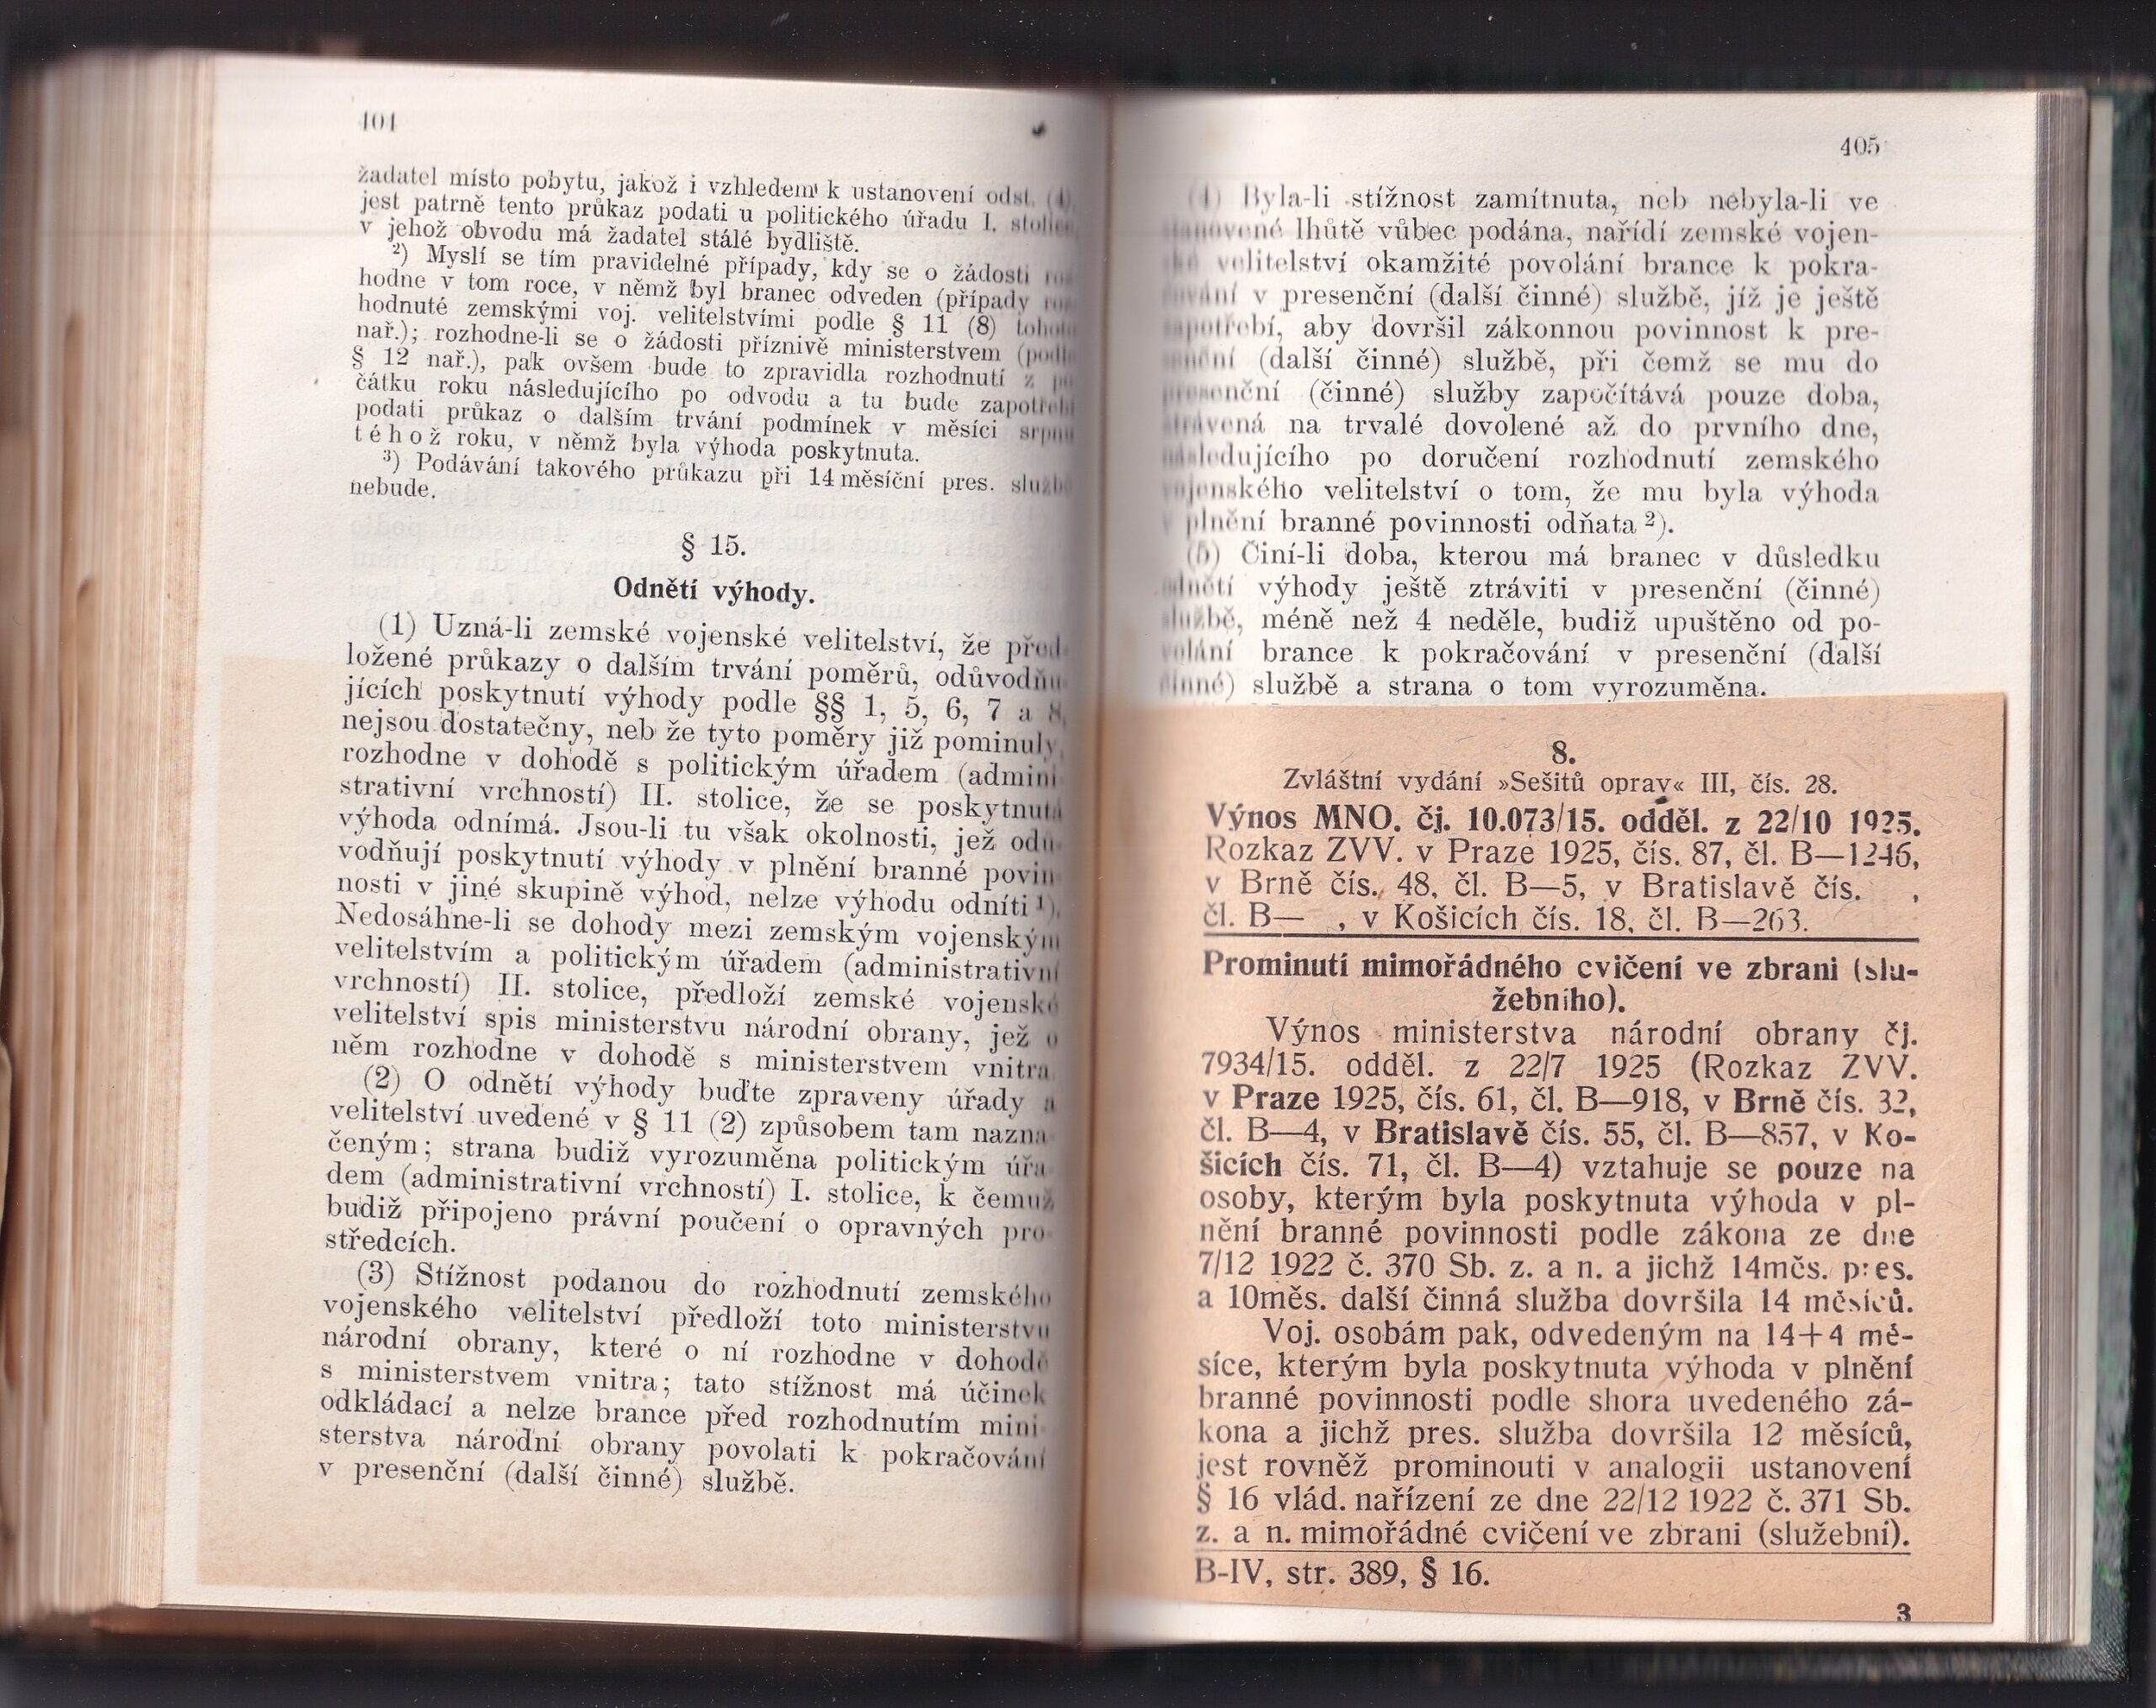 404
žadatel místo pobytu, jakož i vzhledem k ustanovení odst. (4),
jest patrně tento průkaz podati u politického úřadu I. stolice,
v jehož obvodu má žadatel stálé bydliště.
²) Myslí se tím pravidelné případy, kdy se o žádosti roz-
hodne v tom roce, v němž byl branec odveden (případy roz-
hodnuté zemskými voj. velitelstvími podle § 11 (8) tohoto
nař.); rozhodne-li se o žádosti příznivě ministerstvem (podle
§ 12 nař.), pak ovšem bude to zpravidla rozhodnutí z po-
čátku roku následujícího po odvodu a tu bude zapotřebí
podati průkaz o dalším trvání podmínek v měsíci srpnu
téhož roku, v němž byla výhoda poskytnuta.
³) Podávání takového průkazu při 14měsíční pres. službě
nebude.
§ 15.
Odnětí výhody.
(1) Uzná-li zemské vojenské velitelství, že před-
ložené průkazy o dalším trvání poměrů, odůvodňu-
jících poskytnutí výhody podle §§ 1, 5, 6, 7 a 8,
nejsou dostatečny, neb že tyto poměry již pominuly,
rozhodne v dohodě s politickým úřadem (admini-
strativní vrchností) II. stolice, že se poskytnutá
výhoda odnímá. Jsou-li tu však okolnosti, jež odů-
vodňují poskytnutí výhody v plnění branné povin-
nosti v jiné skupině výhod, nelze výhodu odníti ¹).
Nedosáhne-li se dohody mezi zemským vojenským
velitelstvím a politickým úřadem (administrativní
vrchností) II. stolice, předloží zemské vojenské
velitelství spis ministerstvu národní obrany, jež o
něm rozhodne v dohodě s ministerstvem vnitra.
(2) O odnětí výhody buďte zpraveny úřady a
velitelství uvedené v § 11 (2) způsobem tam nazna-
čeným; strana budiž vyrozuměna politickým úřa-
dem (administrativní vrchností) I. stolice, k čemuž
budiž připojeno právní poučení o opravných pro-
středcích.
(3) Stížnost podanou do rozhodnutí zemského
vojenského velitelství předloží toto ministerstvu
národní obrany, které o ní rozhodne v dohodě
s ministerstvem vnitra; tato stížnost má účinek
odkládací a nelze brance před rozhodnutím mini-
sterstva národní obrany povolati k pokračování
v presenční (další činné) službě.
405
(4) Byla-li stížnost zamítnuta, neb nebyla-li ve
stanovené lhůtě vůbec podána, nařídí zemské vojen-
ské velitelství okamžité povolání brance k pokra-
čování v presenční (další činné) službě, jíž je ještě
zapotřebí, aby dovršil zákonnou povinnost k pre-
senční (další činné) službě, při čemž se mu do
presenční (činné) služby započítává pouze doba,
strávená na trvalé dovolené až do prvního dne,
následujícího po doručení rozhodnutí zemského
vojenského velitelství o tom, že mu byla výhoda
v plnění branné povinnosti odňata ²).
(5) Činí-li doba, kterou má branec v důsledku
odnětí výhody ještě ztráviti v presenční (činné)
službě, méně než 4 neděle, budiž upuštěno od po-
volání brance k pokračování v presenční (další
činné) službě a strana o tom vyrozuměna.
8.
Zvláštní vydání »Sešitů oprav« III, čís. 28.
Výnos MNO. čj. 10.073/15. odděl. z 22/10 1925.
Rozkaz ZVV. v Praze 1925, čís. 87, čl. B—1246,
v Brně čís. 48, čl. B—5, v Bratislavě čís. ,
čl. B— , v Košicích čís. 18, čl. B—263.
Prominutí mimořádného cvičení ve zbrani (slu-
žebního).
Výnos ministerstva národní obrany čj.
7934/15. odděl. z 22/7 1925 (Rozkaz ZVV.
v Praze 1925, čís. 61, čl. B—918, v Brně čís. 32,
čl. B—4, v Bratislavě čís. 55, čl. B—857, v Ko-
šicích čís. 71, čl. B—4) vztahuje se pouze na
osoby, kterým byla poskytnuta výhoda v pl-
nění branné povinnosti podle zákona ze dne
7/12 1922 č. 370 Sb. z. a n. a jichž 14měs. pres.
a 10měs. další činná služba dovršila 14 měsíců.
Voj. osobám pak, odvedeným na 14+4 mě-
síce, kterým byla poskytnuta výhoda v plnění
branné povinnosti podle shora uvedeného zá-
kona a jichž pres. služba dovršila 12 měsíců,
jest rovněž prominouti v analogii ustanovení
§ 16 vlád. nařízení ze dne 22/12 1922 č. 371 Sb.
z. a n. mimořádné cvičení ve zbrani (služební).
B-IV, str. 389, § 16.
3